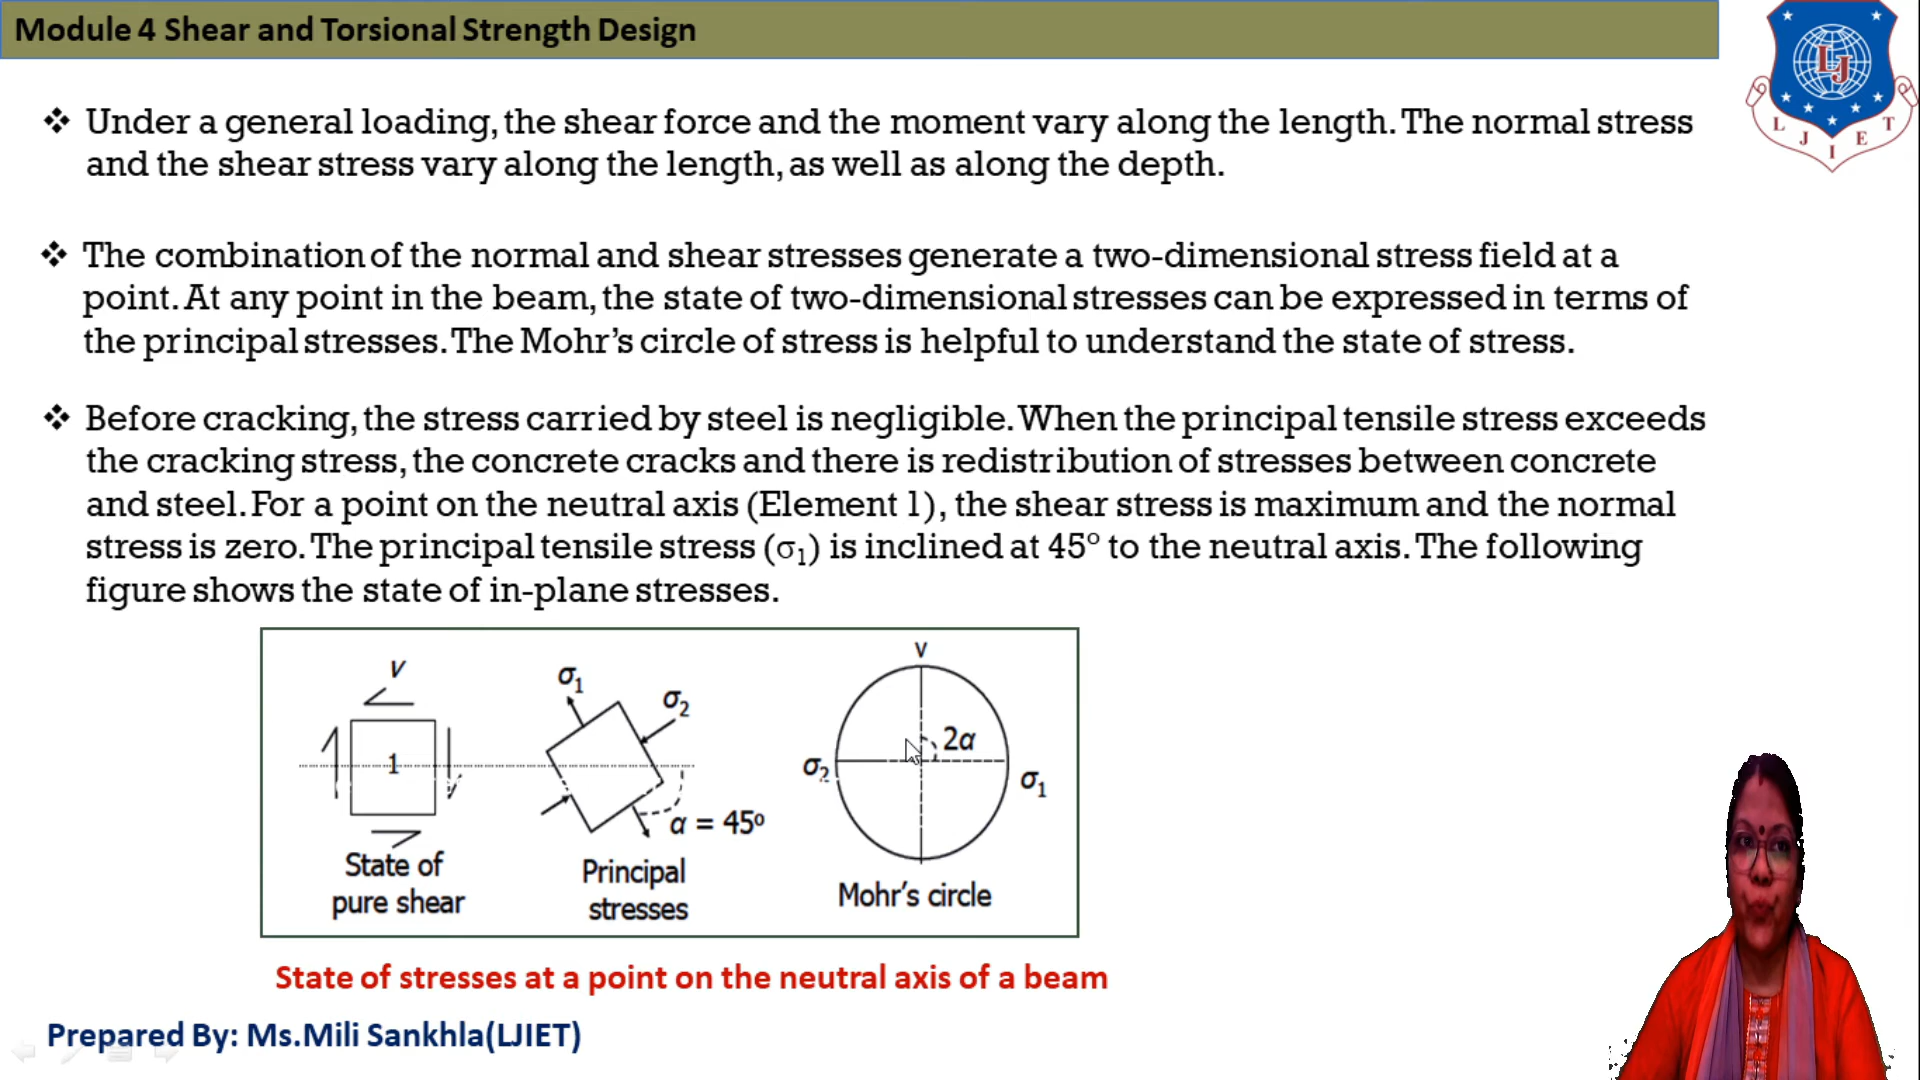 Module 4 Shear and Torsional Strength Design
L J I E T
LJ
❖ Under a general loading, the shear force and the moment vary along the length. The normal stress
and the shear stress vary along the length, as well as along the depth.
❖ The combination of the normal and shear stresses generate a two-dimensional stress field at a
point. At any point in the beam, the state of two-dimensional stresses can be expressed in terms of
the principal stresses. The Mohr's circle of stress is helpful to understand the state of stress.
❖ Before cracking, the stress carried by steel is negligible. When the principal tensile stress exceeds
the cracking stress, the concrete cracks and there is redistribution of stresses between concrete
and steel. For a point on the neutral axis (Element 1), the shear stress is maximum and the normal
stress is zero. The principal tensile stress (σ₁) is inclined at 45° to the neutral axis. The following
figure shows the state of in-plane stresses.
v
1
State of
pure shear
σ₁
σ₂
α = 45°
Principal
stresses
v
2α
σ₂
σ₁
Mohr's circle
State of stresses at a point on the neutral axis of a beam
Prepared By: Ms.Mili Sankhla(LJIET)